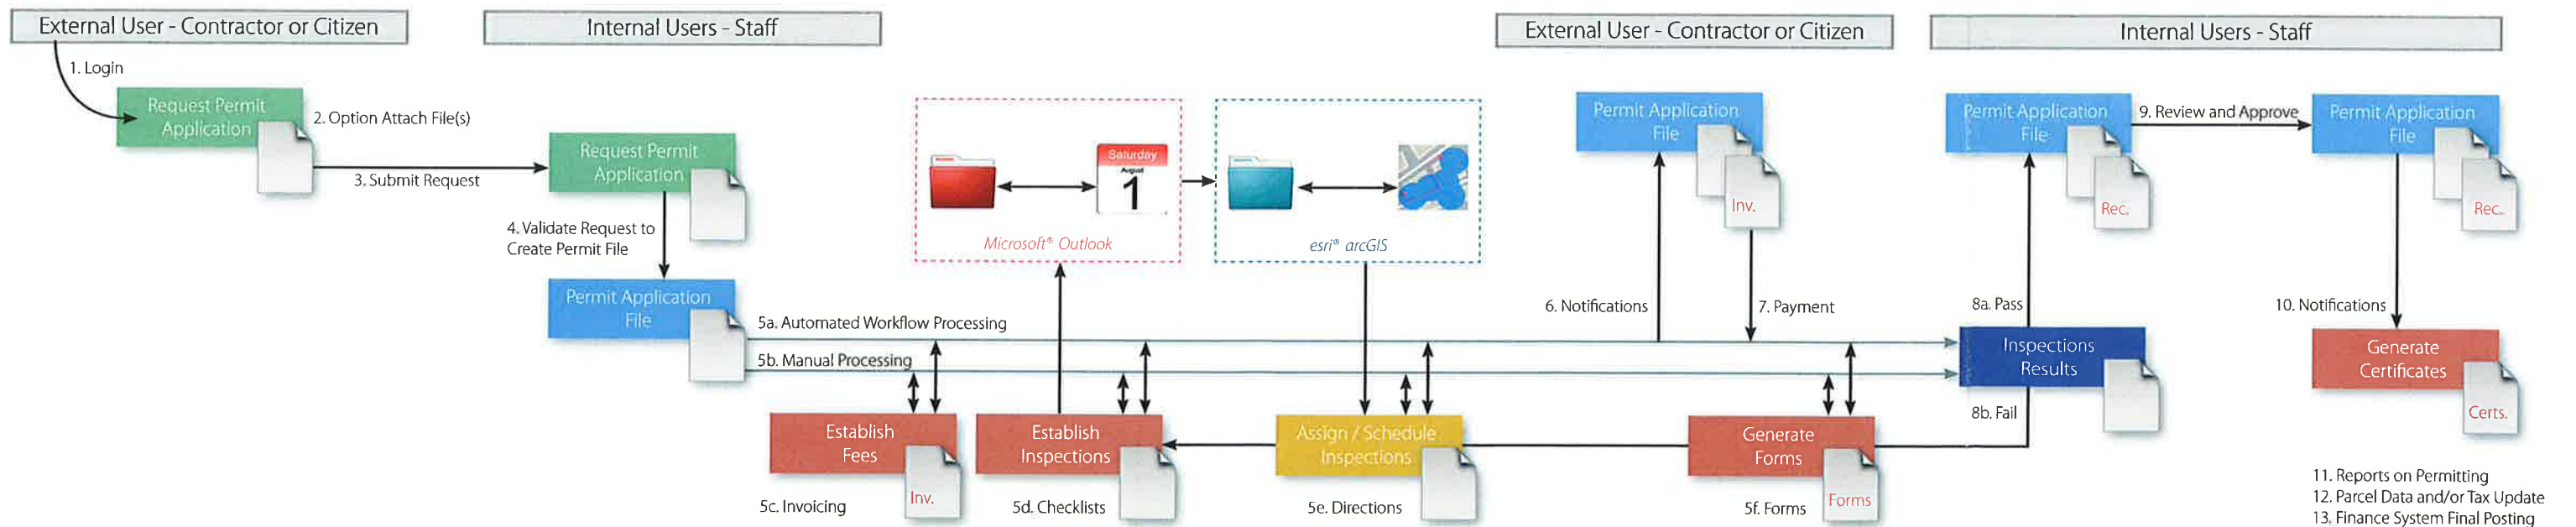 External User - Contractor or Citizen
Internal Users - Staff
External User - Contractor or Citizen
Internal Users - Staff
1. Login
Request Permit
Application
2. Option Attach File(s)
3. Submit Request
Request Permit
Application
4. Validate Request to
Create Permit File
Permit Application
File
5a. Automated Workflow Processing
5b. Manual Processing
Saturday
August
1
Microsoft® Outlook
esri® arcGIS
Establish
Fees
Inv.
5c. Invoicing
Establish
Inspections
5d. Checklists
Assign / Schedule
Inspections
5e. Directions
Generate
Forms
Forms
5f. Forms
Permit Application
File
Inv.
6. Notifications
7. Payment
Permit Application
File
Rec.
8a. Pass
Inspections
Results
8b. Fail
9. Review and Approve
Permit Application
File
Rec.
10. Notifications
Generate
Certificates
Certs.
11. Reports on Permitting
12. Parcel Data and/or Tax Update
13. Finance System Final Posting